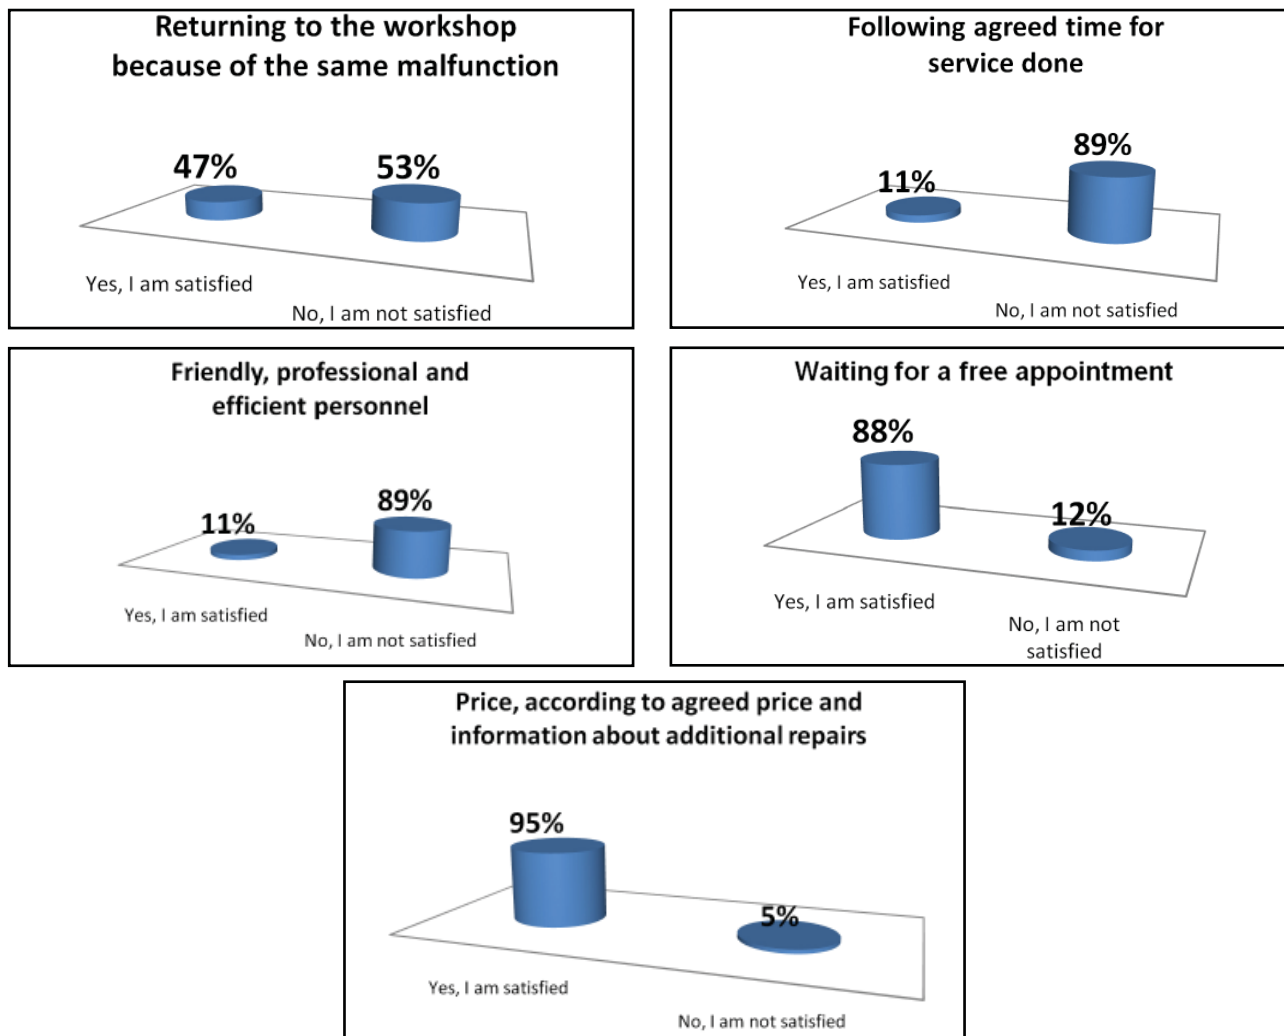 Returning to the workshop
because of the same malfunction
47%
53%
Yes, I am satisfied
No, I am not satisfied
Following agreed time for
service done
11%
89%
Yes, I am satisfied
No, I am not satisfied
Friendly, professional and
efficient personnel
11%
89%
Yes, I am satisfied
No, I am not satisfied
Waiting for a free appointment
88%
12%
Yes, I am satisfied
No, I am not
satisfied
Price, according to agreed price and
information about additional repairs
95%
5%
Yes, I am satisfied
No, I am not satisfied